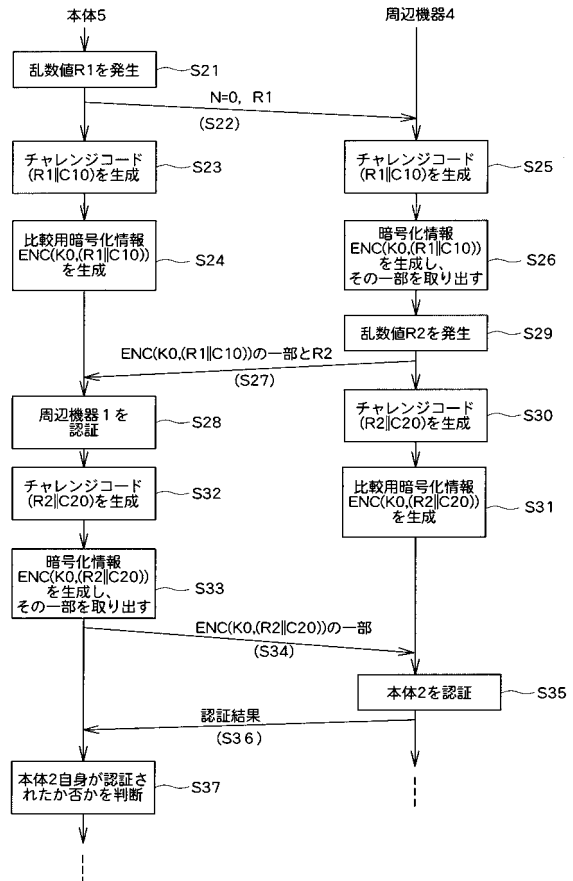 本体5
周辺機器4
乱数値R1を発生
S21
N=0, R1
(S22)
チャレンジコード
(R1||C10)を生成
S23
チャレンジコード
(R1||C10)を生成
S25
比較用暗号化情報
ENC(K0,(R1||C10))
を生成
S24
暗号化情報
ENC(K0,(R1||C10))
を生成し、
その一部を取り出す
S26
乱数値R2を発生
S29
ENC(K0,(R1||C10))の一部とR2
(S27)
周辺機器1を
認証
S28
チャレンジコード
(R2||C20)を生成
S30
チャレンジコード
(R2||C20)を生成
S32
比較用暗号化情報
ENC(K0,(R2||C20))
を生成
S31
暗号化情報
ENC(K0,(R2||C20))
を生成し、
その一部を取り出す
S33
ENC(K0,(R2||C20))の一部
(S34)
本体2を認証
S35
認証結果
(S36)
本体2自身が認証さ
れたか否かを判断
S37